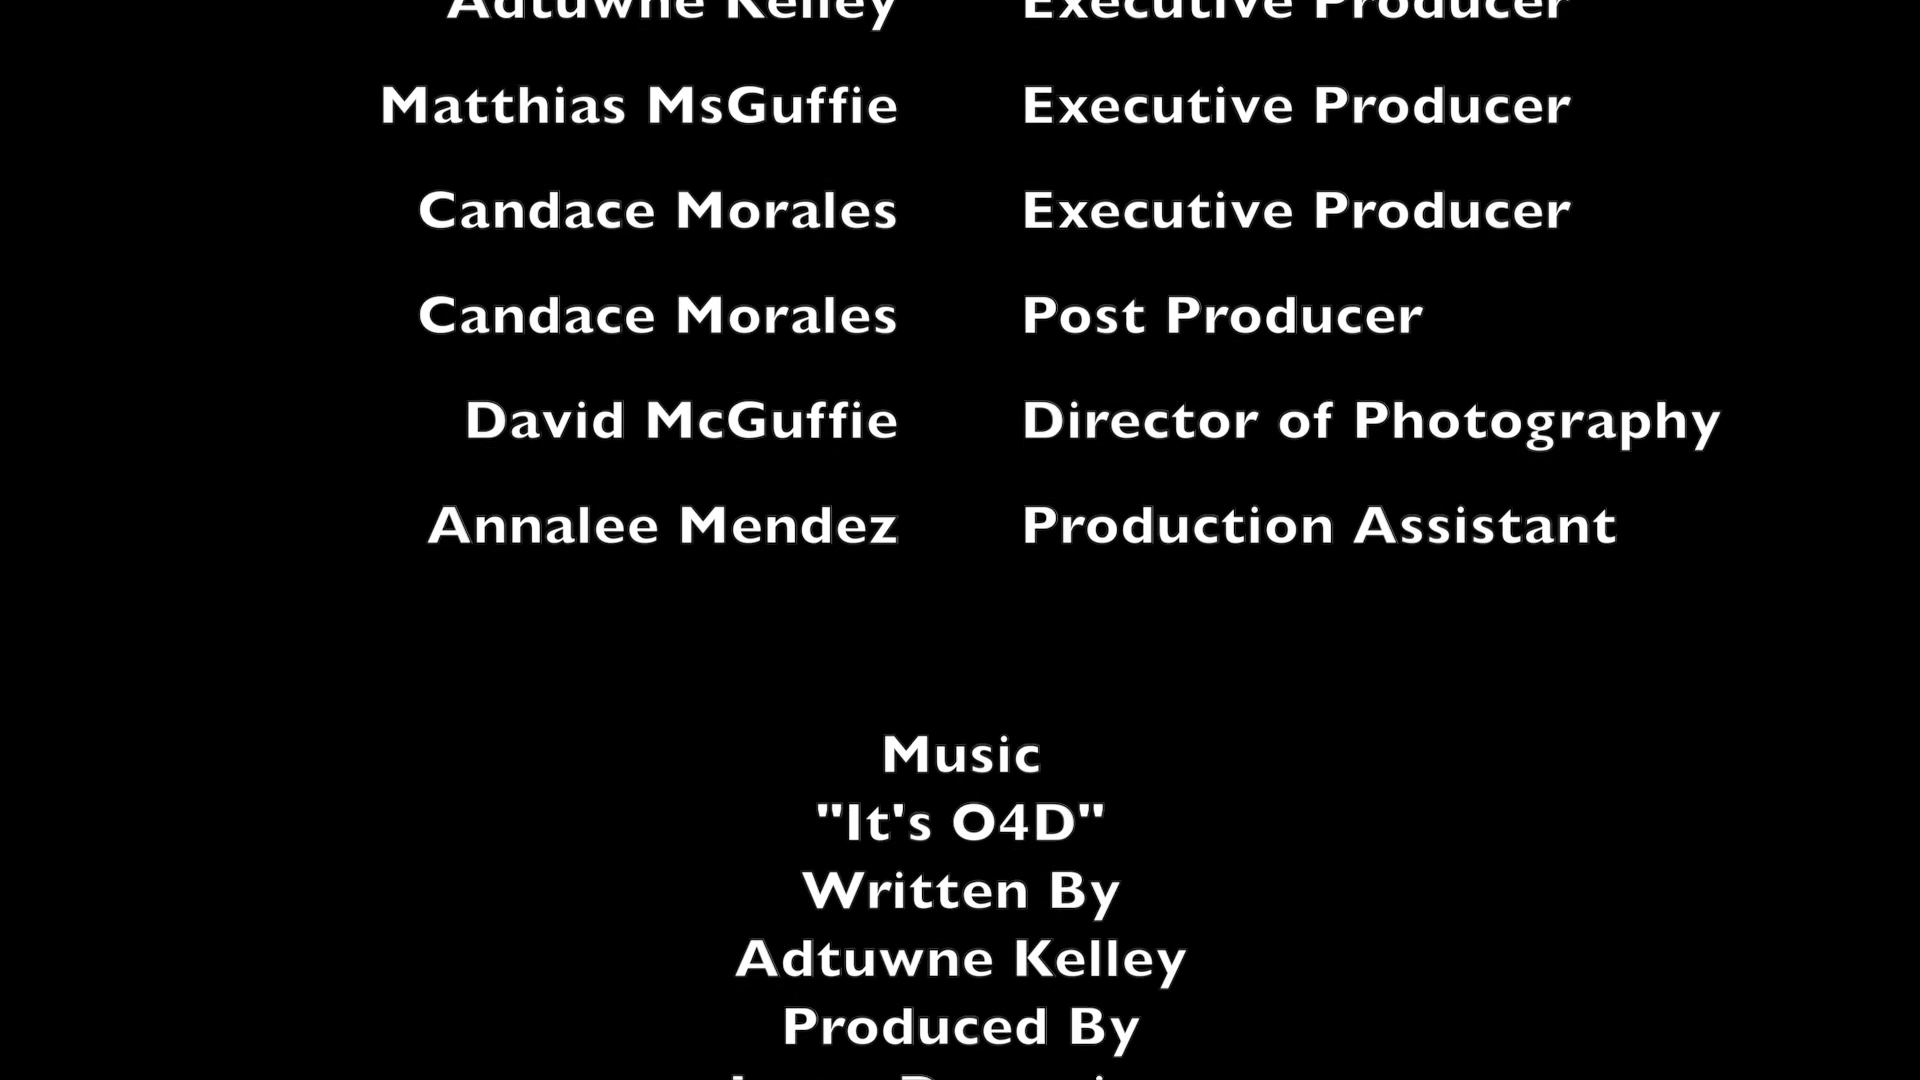 Adtuwne Kelley Executive Producer
Matthias MsGuffie Executive Producer
Candace Morales Executive Producer
Candace Morales Post Producer
David McGuffie Director of Photography
Annalee Mendez Production Assistant
Music
"It's O4D"
Written By
Adtuwne Kelley
Produced By